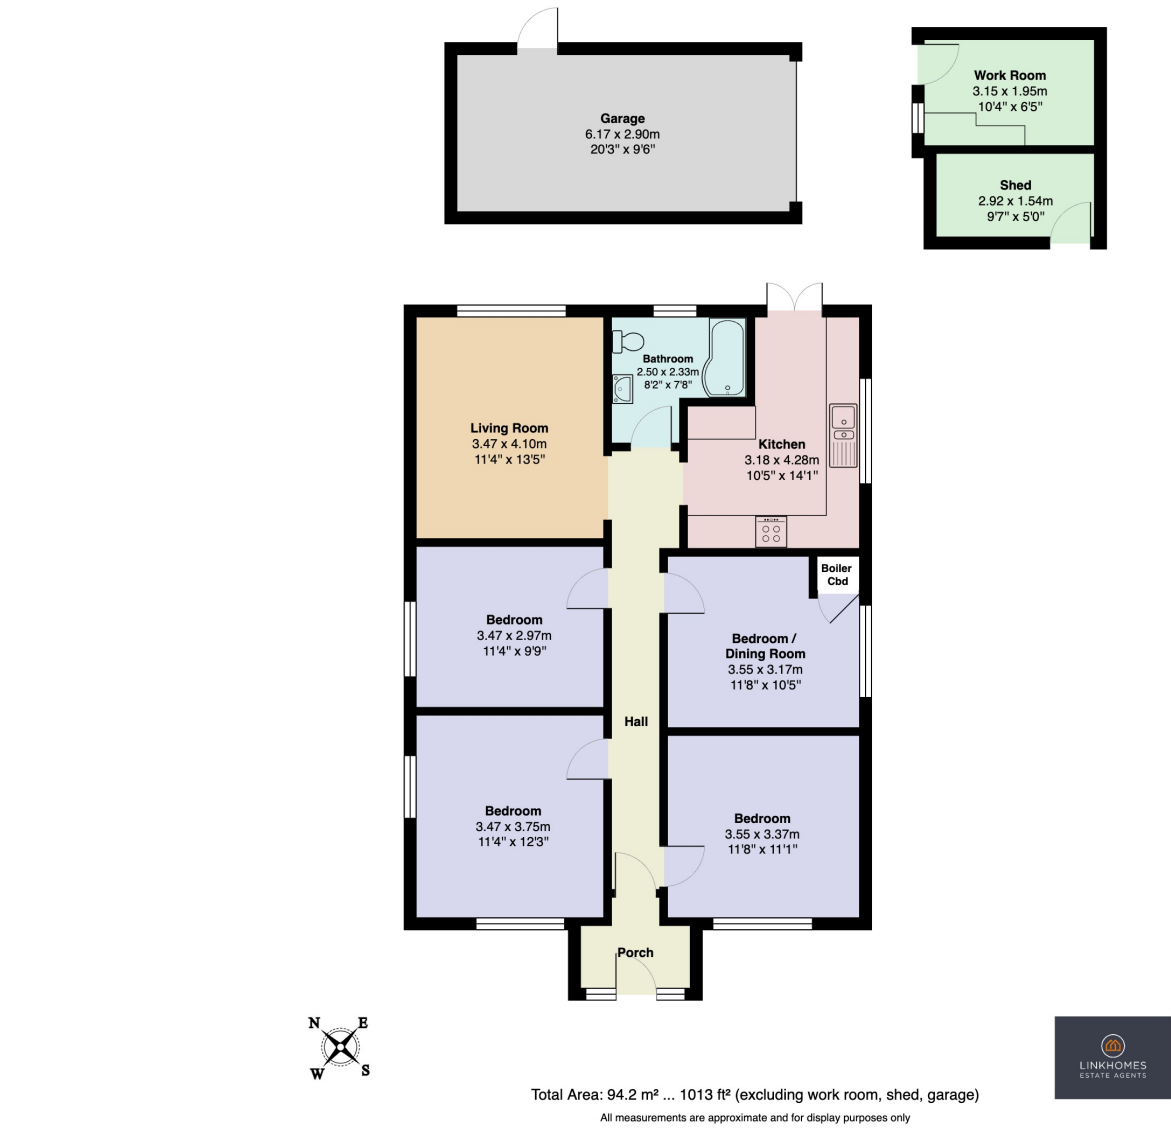 Garage
6.17 x 2.90m
20'3" x 9'6"
Work Room
3.15 x 1.95m
10'4" x 6'5"
Shed
2.92 x 1.54m
9'7" x 5'0"
Bathroom
2.50 x 2.33m
8'2" x 7'8"
Living Room
3.47 x 4.10m
11'4" x 13'5"
Kitchen
3.18 x 4.28m
10'5" x 14'1"
Boiler
Cbd
Bedroom
3.47 x 2.97m
11'4" x 9'9"
Bedroom /
Dining Room
3.55 x 3.17m
11'8" x 10'5"
Hall
Bedroom
3.47 x 3.75m
11'4" x 12'3"
Bedroom
3.55 x 3.37m
11'8" x 11'1"
Porch
N E
W S
LINKHOMES
ESTATE AGENTS
Total Area: 94.2 m² ... 1013 ft² (excluding work room, shed, garage)
All measurements are approximate and for display purposes only